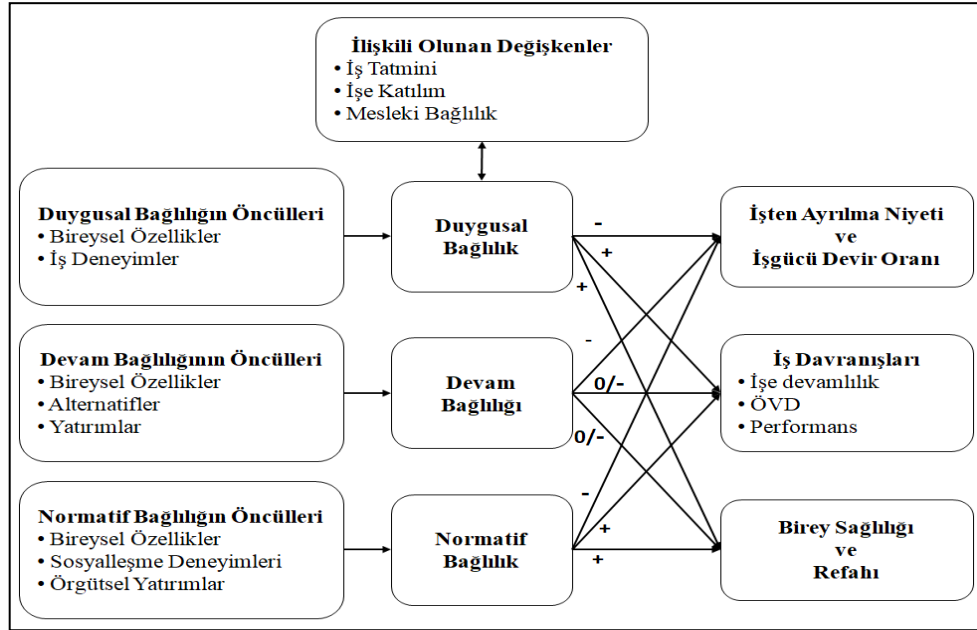 İlişkili Olunan Değişkenler
• İş Tatmini
• İşe Katılım
• Mesleki Bağlılık
Duygusal Bağlılığın Öncülleri
• Bireysel Özellikler
• İş Deneyimler
Duygusal
Bağlılık
-
+
+
İşten Ayrılma Niyeti
ve
İşgücü Devir Oranı
Devam Bağlılığının Öncülleri
• Bireysel Özellikler
• Alternatifler
• Yatırımlar
Devam
Bağlılığı
-
0/-
0/-
İş Davranışları
• İşe devamlılık
• ÖVD
• Performans
Normatif Bağlılığın Öncülleri
• Bireysel Özellikler
• Sosyalleşme Deneyimleri
• Örgütsel Yatırımlar
Normatif
Bağlılık
-
+
+
Birey Sağlılığı
ve
Refahı